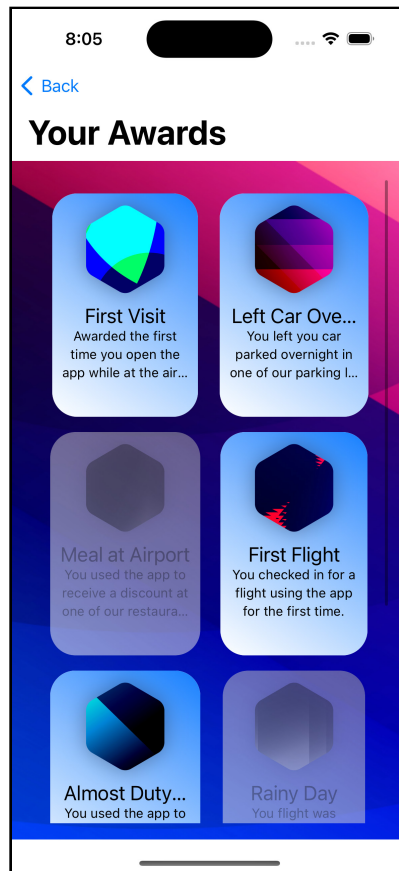 8:05
Back
Your Awards
First Visit
Awarded the first
time you open the
app while at the air...
Left Car Ove...
You left you car
parked overnight in
one of our parking l...
Meal at Airport
You used the app to
receive a discount at
one of our restaura...
First Flight
You checked in for a
flight using the app
for the first time.
Almost Duty...
You used the app to
Rainy Day
You flight was